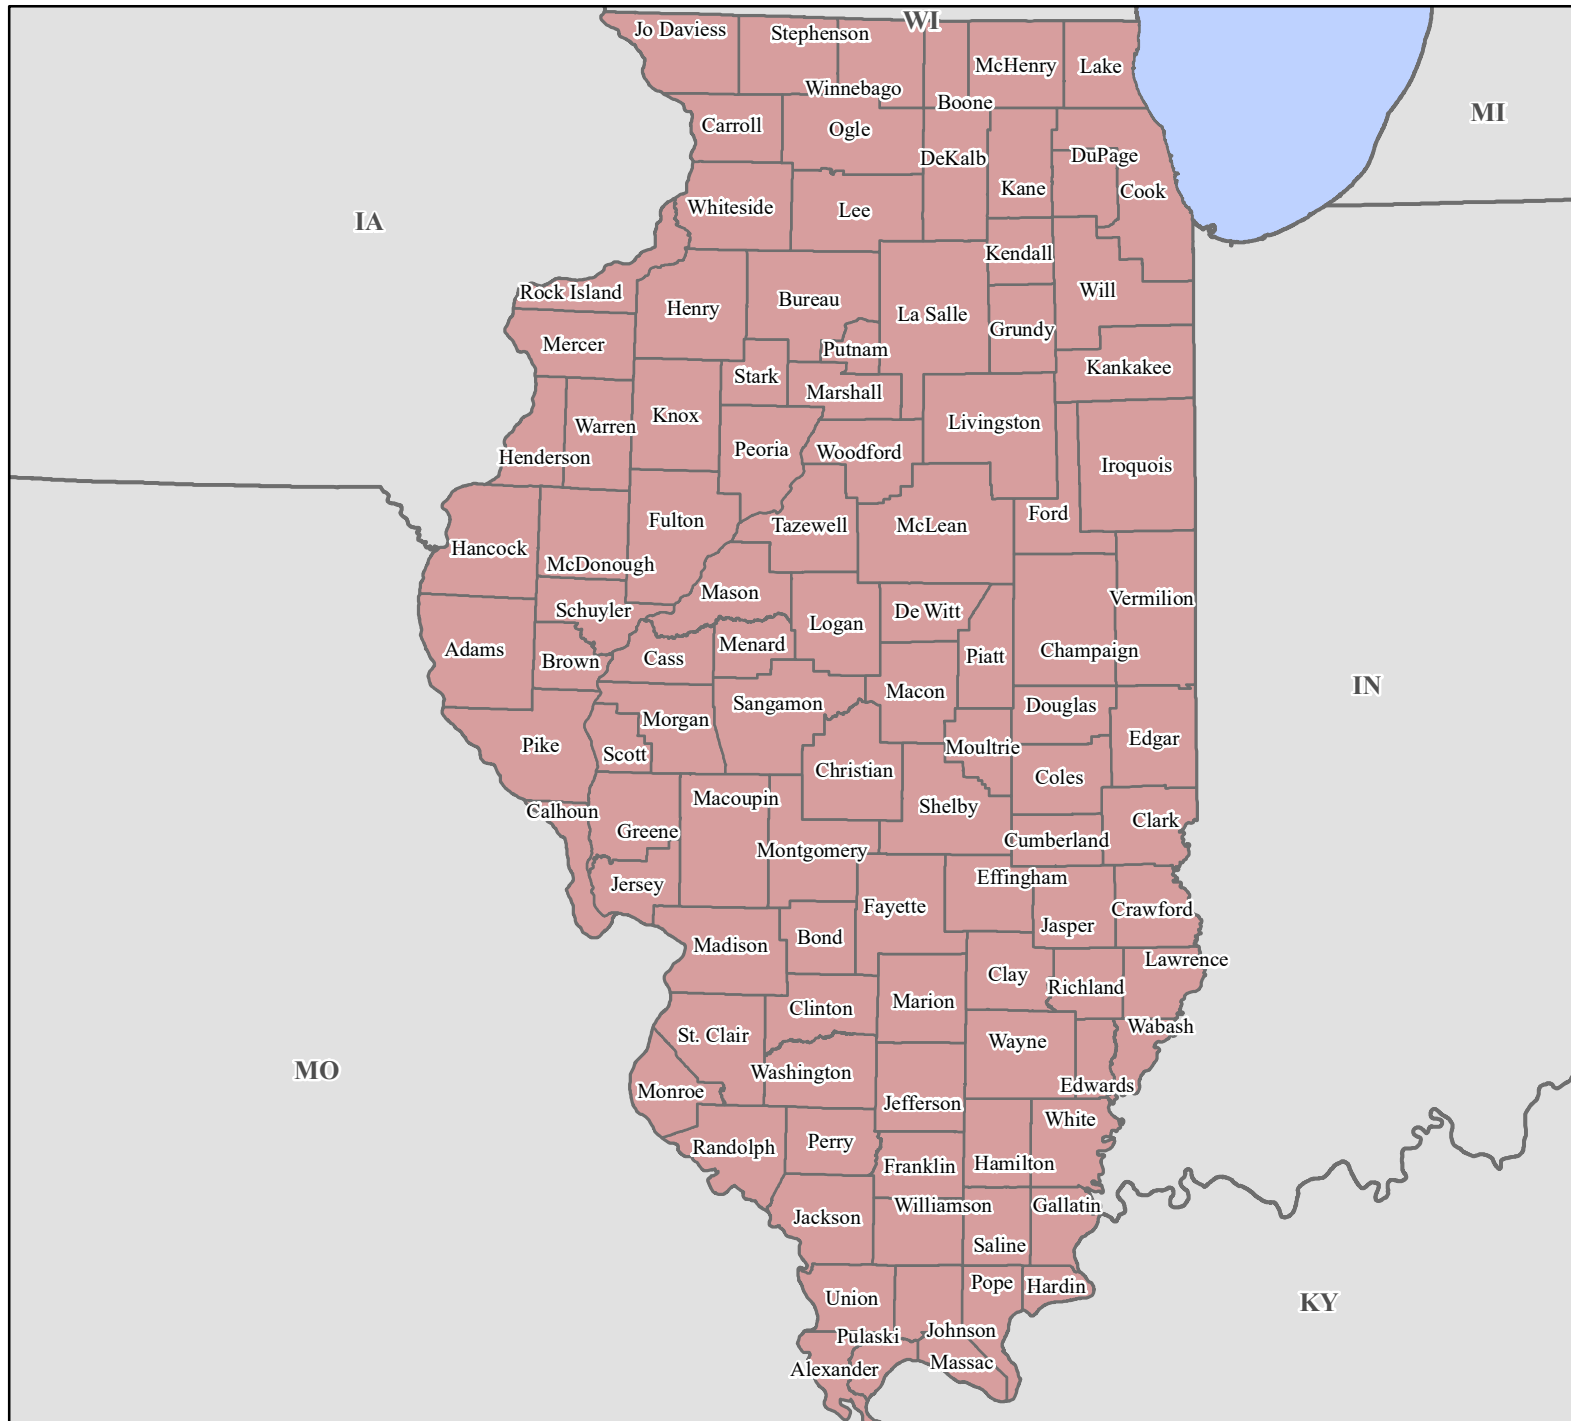 WI
Jo Daviess
Stephenson
McHenry
Lake
Winnebago
Boone
MI
Carroll
Ogle
DeKalb
DuPage
Kane
Cook
IA
Whiteside
Lee
Kendall
Rock Island
Henry
Bureau
La Salle
Will
Grundy
Mercer
Putnam
Kankakee
Stark
Marshall
Knox
Warren
Livingston
Peoria
Woodford
Henderson
Iroquois
Fulton
Tazewell
McLean
Ford
Hancock
McDonough
Mason
Vermilion
Schuyler
De Witt
Logan
Adams
Menard
Champaign
Brown
Cass
Piatt
IN
Macon
Sangamon
Douglas
Morgan
Pike
Scott
Moultrie
Edgar
Christian
Coles
Macoupin
Shelby
Calhoun
Clark
Greene
Cumberland
Montgomery
Jersey
Effingham
Fayette
Crawford
Jasper
Madison
Bond
Lawrence
Clay
Richland
Marion
Clinton
Wabash
St. Clair
Wayne
MO
Washington
Monroe
Edwards
Jefferson
White
Randolph
Perry
Franklin
Hamilton
Williamson
Gallatin
Jackson
Saline
Pope
Hardin
Union
KY
Johnson
Pulaski
Massac
Alexander